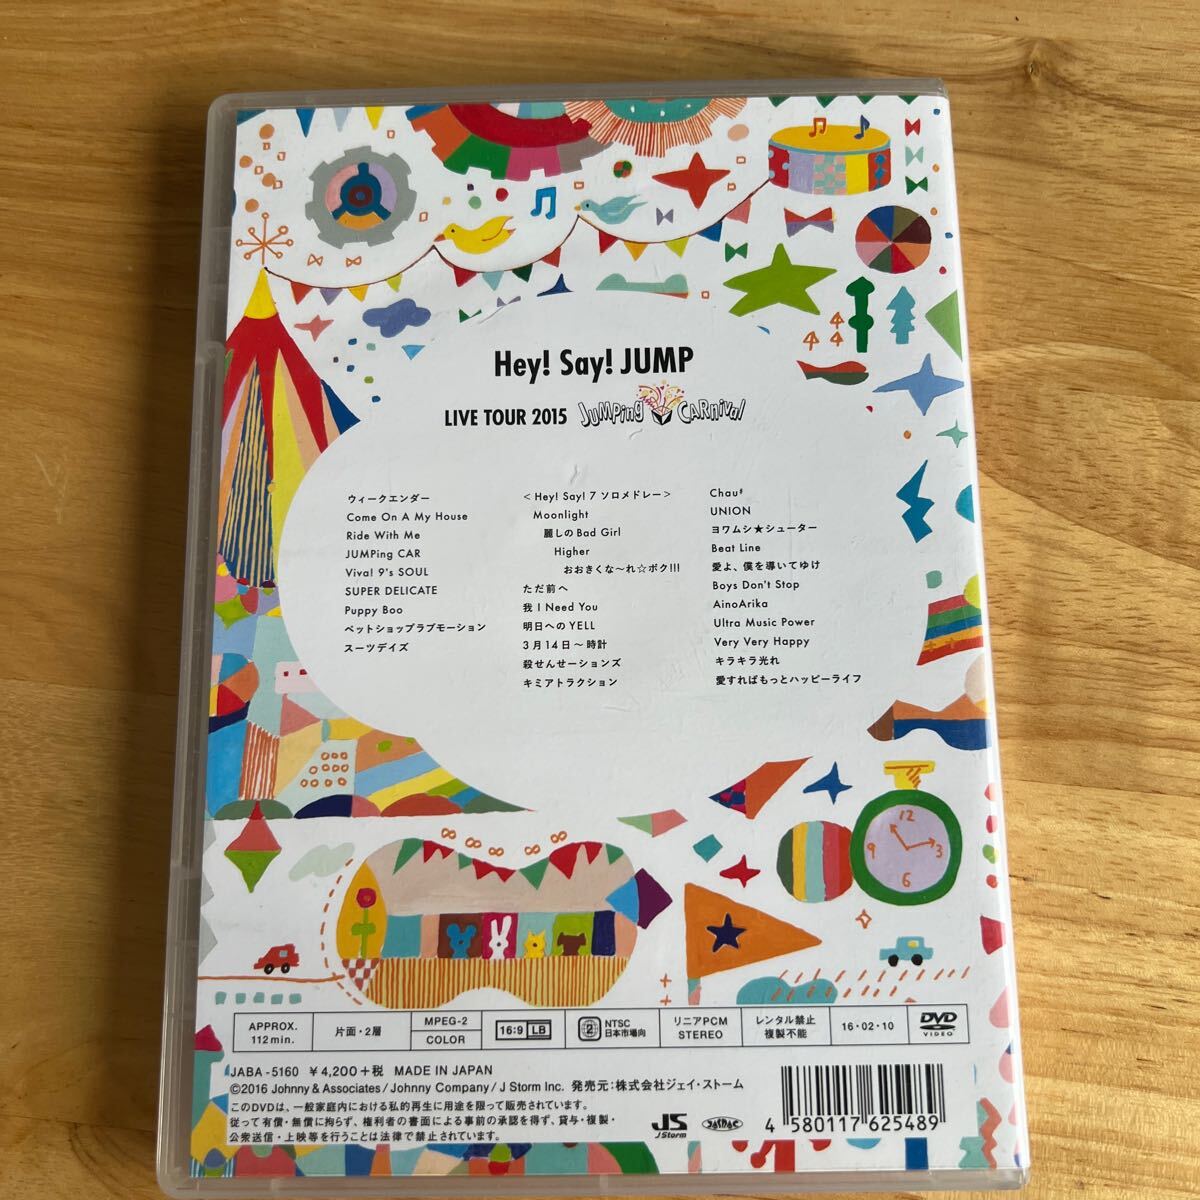 Hey! Say! JUMP
LIVE TOUR 2015 JUMPing CARnival
ウィークエンダー
Come On A My House
Ride With Me
JUMPing CAR
Viva! 9's SOUL
SUPER DELICATE
Puppy Boo
ペットショップラブモーション
スーツデイズ
＜Hey! Say! 7 ソロメドレー＞
Moonlight
麗しのBad Girl
Higher
おおきくな〜れ☆ボク!!!
ただ前へ
我 I Need You
明日へのYELL
3月14日〜時計
殺せんせーションズ
キミアトラクション
Chau♯
UNION
ヨワムシ★シューター
Beat Line
愛よ、僕を導いてゆけ
Boys Don't Stop
AinoArika
Ultra Music Power
Very Very Happy
キラキラ光れ
愛すればもっとハッピーライフ
12
3
6
9
APPROX. 112min.
片面・2層
MPEG-2 COLOR
16:9 LB
2 NTSC 日本市場向
リニアPCM STEREO
レンタル禁止 複製不能
16・02・10
DVD VIDEO
JABA-5160 ￥4,200＋税 MADE IN JAPAN
©2016 Johnny & Associates / Johnny Company / J Storm Inc. 発売元：株式会社ジェイ・ストーム
このDVDは、一般家庭内における私的再生に用途を限って販売されています。
従って有償・無償に拘らず、権利者の書面による事前の承認を得ず、貸与・複製・
公衆送信・上映等を行うことは法律で禁止されています。
JS J Storm
JASRAC
4 580117 625489